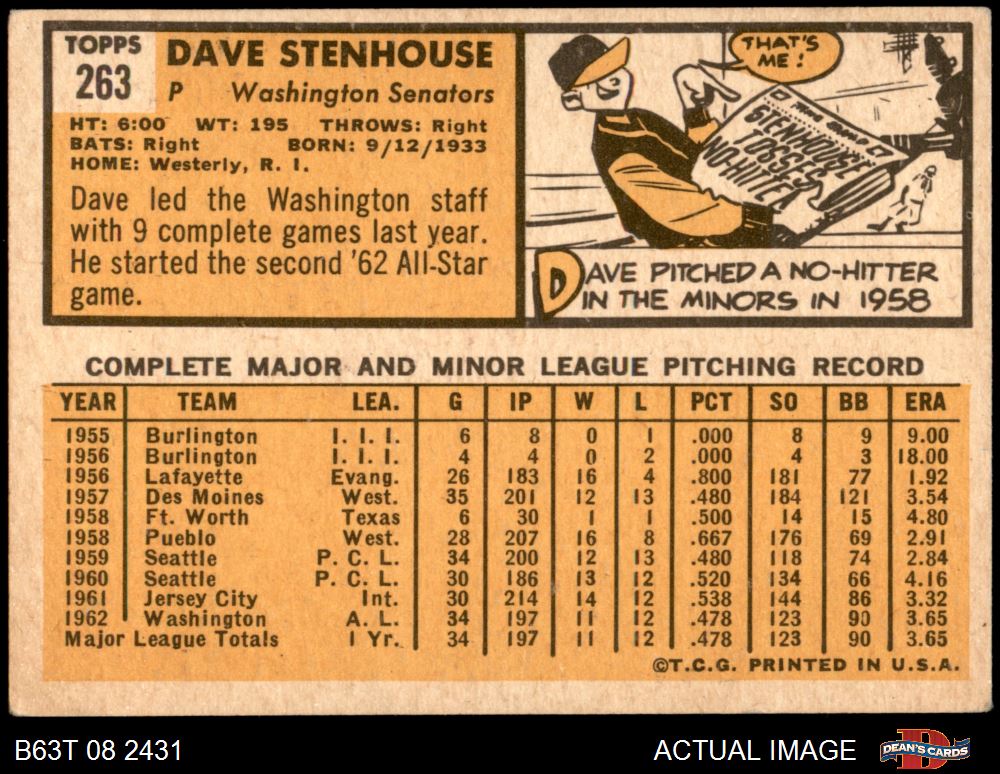 TOPPS
263
DAVE STENHOUSE
P Washington Senators
HT: 6:00 WT: 195 THROWS: Right
BATS: Right BORN: 9/12/1933
HOME: Westerly, R. I.
Dave led the Washington staff
with 9 complete games last year.
He started the second '62 All-Star
game.
THAT'S
ME!
STENHOUSE
TOSSES
NO-HITTER
DAVE PITCHED A NO-HITTER
IN THE MINORS IN 1958
COMPLETE MAJOR AND MINOR LEAGUE PITCHING RECORD
YEAR TEAM LEA. G IP W L PCT SO BB ERA
1955 Burlington I. I. I. 6 8 0 1 .000 8 9 9.00
1956 Burlington I. I. I. 4 4 0 2 .000 4 3 18.00
1956 Lafayette Evang. 26 183 16 4 .800 181 77 1.92
1957 Des Moines West. 35 201 12 13 .480 184 121 3.54
1958 Ft. Worth Texas 6 30 1 1 .500 14 15 4.80
1958 Pueblo West. 28 207 16 8 .667 176 69 2.91
1959 Seattle P. C. L. 34 200 12 13 .480 118 74 2.84
1960 Seattle P. C. L. 30 186 13 12 .520 134 66 4.16
1961 Jersey City Int. 30 214 14 12 .538 144 86 3.32
1962 Washington A. L. 34 197 11 12 .478 123 90 3.65
Major League Totals 1 Yr. 34 197 11 12 .478 123 90 3.65
©T.C.G. PRINTED IN U.S.A.
B63T 08 2431
ACTUAL IMAGE
DEAN'S CARDS